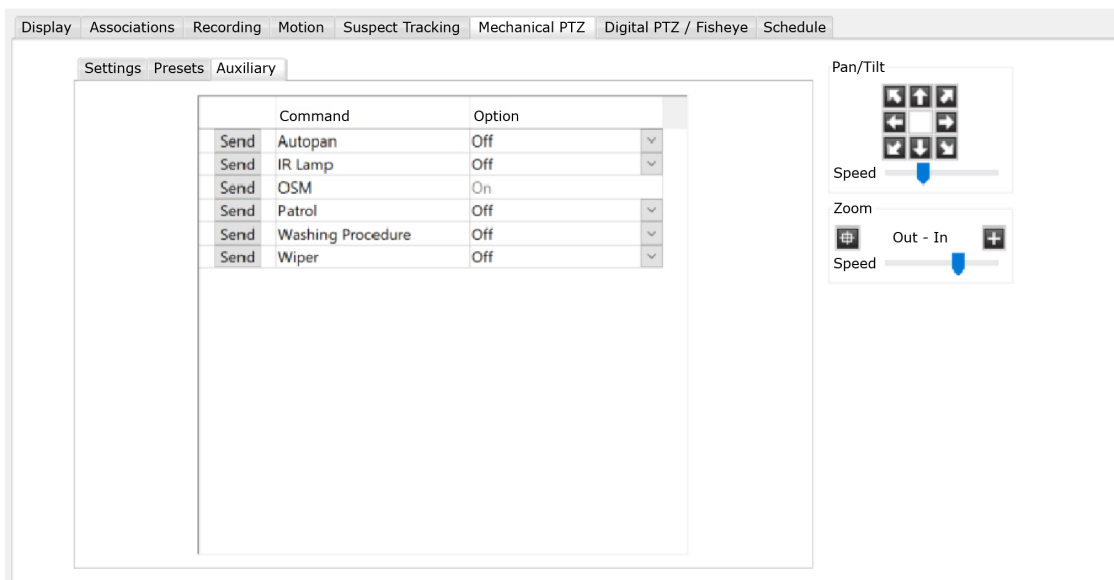 Display Associations Recording Motion Suspect Tracking Mechanical PTZ Digital PTZ / Fisheye Schedule
Settings Presets Auxiliary
Command Option
Send Autopan Off
Send IR Lamp Off
Send OSM On
Send Patrol Off
Send Washing Procedure Off
Send Wiper Off
Pan/Tilt
Speed
Zoom
Out - In
Speed